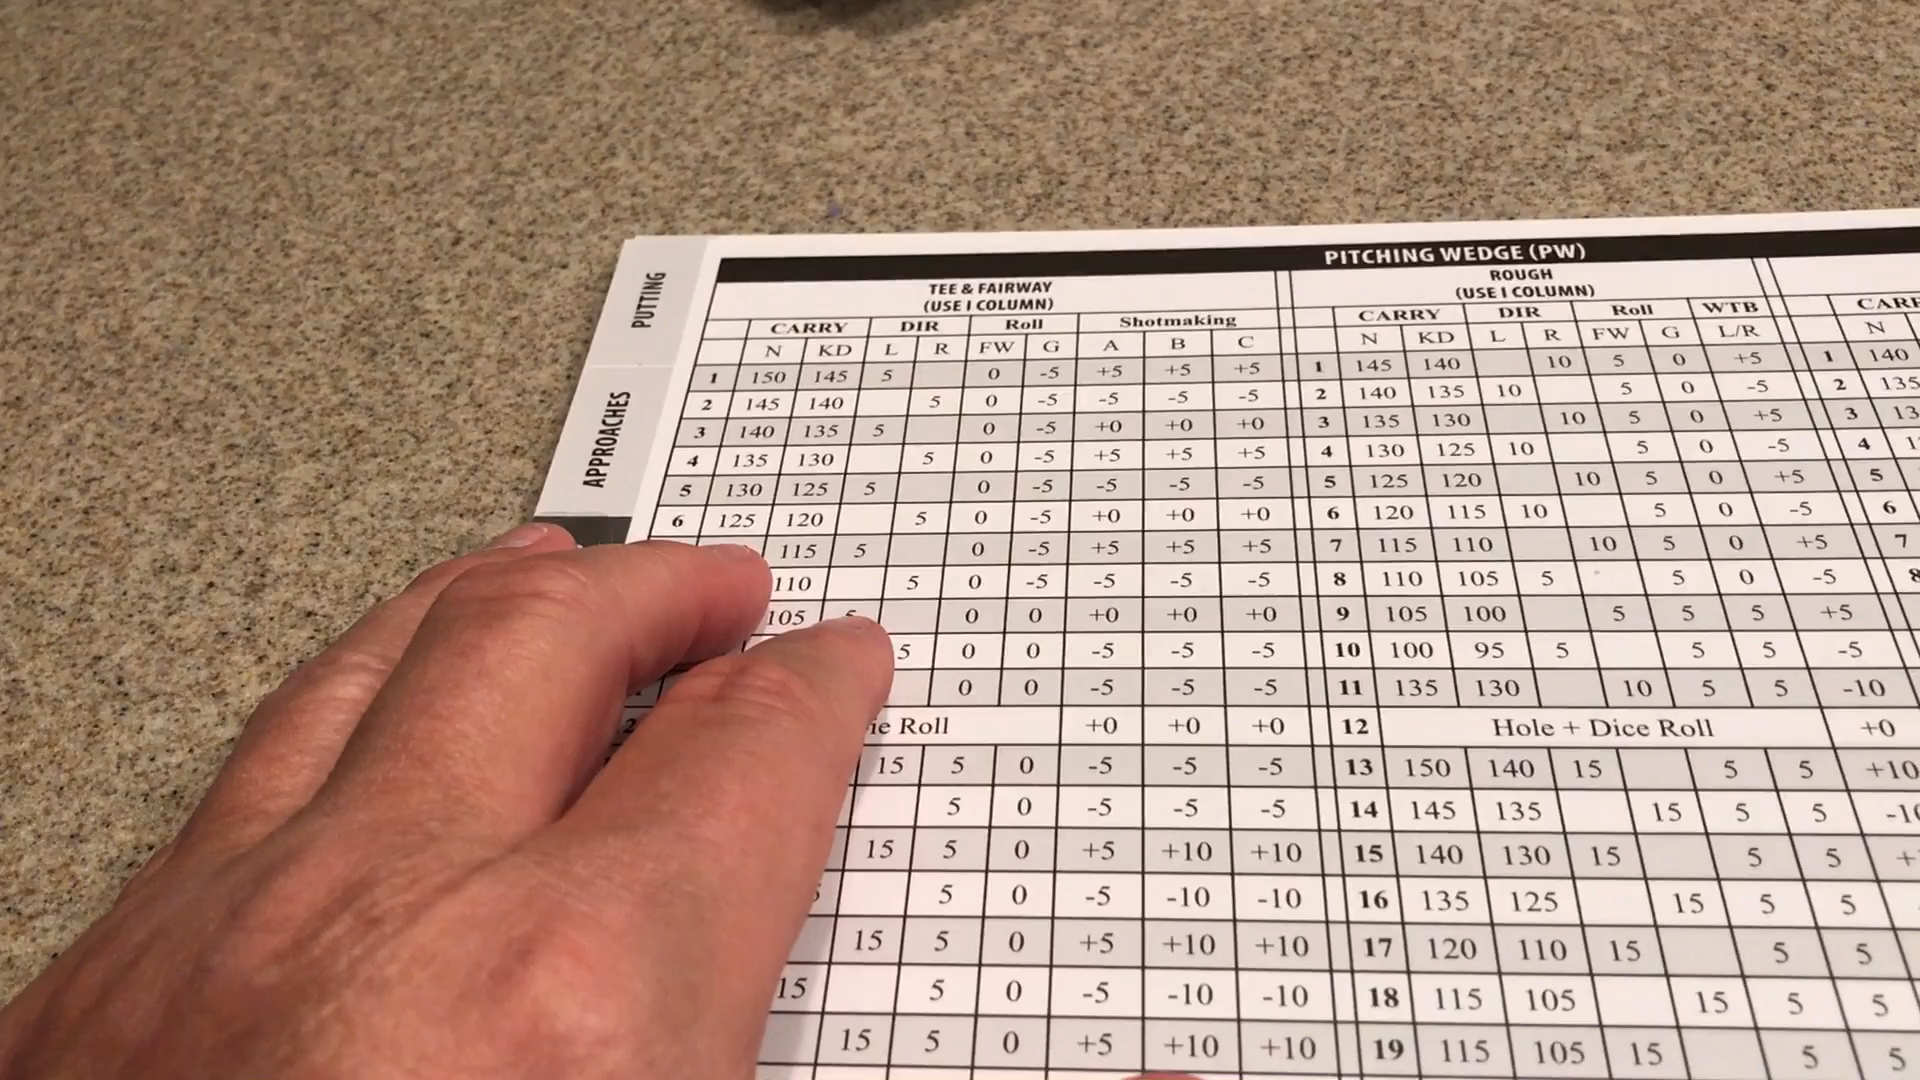 PUTTING
APPROACHES
PITCHING WEDGE (PW)
TEE & FAIRWAY
(USE I COLUMN)
ROUGH
(USE I COLUMN)
CARRY DIR Roll Shotmaking CARRY DIR Roll WTB
N KD L R FW G A B C N KD L R FW G L/R N
1 150 145 5 0 -5 +5 +5 +5 1 145 140 10 5 0 +5 1 140
2 145 140 5 0 -5 -5 -5 -5 2 140 135 10 5 0 -5 2 135
3 140 135 5 0 -5 +0 +0 +0 3 135 130 10 5 0 +5 3
4 135 130 5 0 -5 +5 +5 +5 4 130 125 10 5 0 -5 4
5 130 125 5 0 -5 -5 -5 -5 5 125 120 10 5 0 +5 5
6 125 120 5 0 -5 +0 +0 +0 6 120 115 10 5 0 -5 6
115 5 0 -5 +5 +5 +5 7 115 110 10 5 0 +5 7
110 5 0 -5 -5 -5 -5 8 110 105 5 5 0 -5 8
105 5 0 0 +0 +0 +0 9 105 100 5 5 5 +5
5 0 0 -5 -5 -5 10 100 95 5 5 5 -5
0 0 -5 -5 -5 11 135 130 10 5 5 -10
Roll +0 +0 +0 12 Hole + Dice Roll +0
15 5 0 -5 -5 -5 13 150 140 15 5 5 +10
5 0 -5 -5 -5 14 145 135 15 5 5
15 5 0 +5 +10 +10 15 140 130 15 5 5
5 0 -5 -10 -10 16 135 125 15 5 5
15 5 0 +5 +10 +10 17 120 110 15 5 5
15 5 0 -5 -10 -10 18 115 105 15 5 5
15 5 0 +5 +10 +10 19 115 105 15 5 5